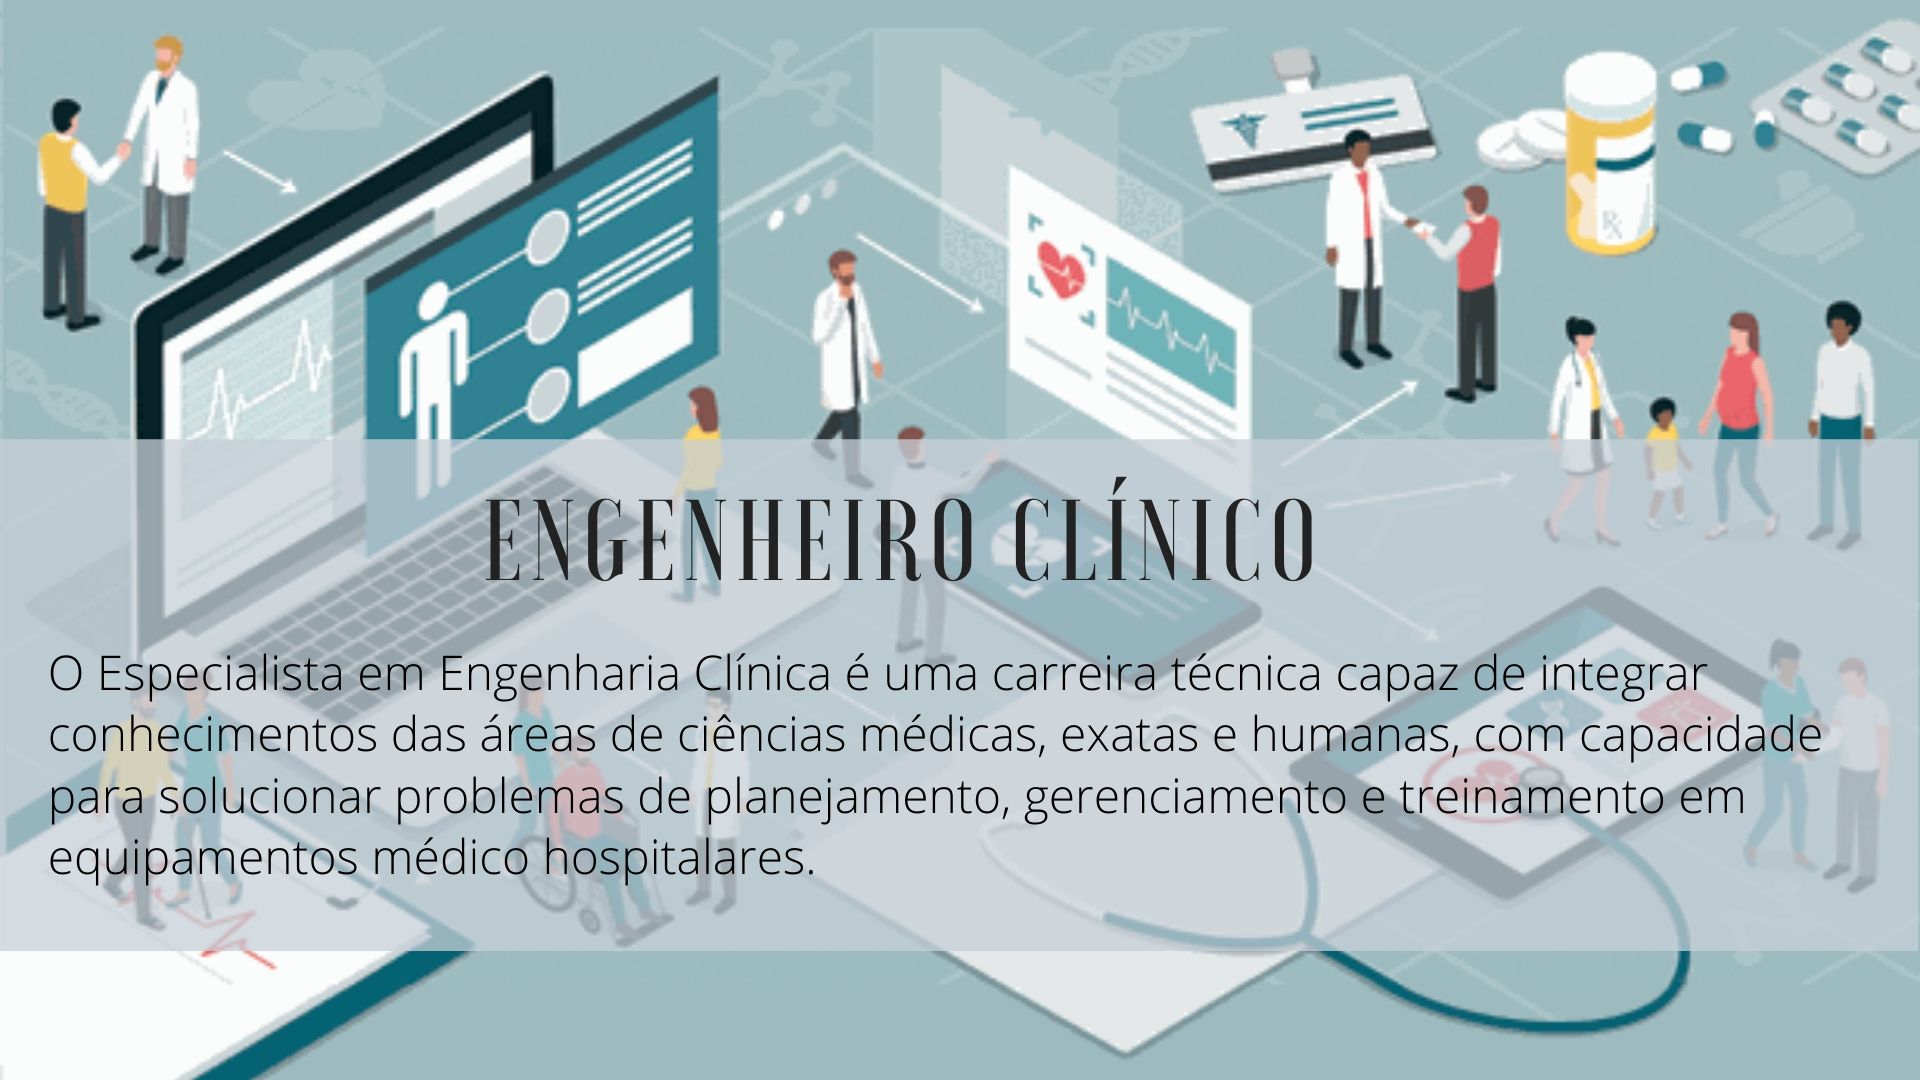 ENGENHEIRO CLÍNICO
O Especialista em Engenharia Clínica é uma carreira técnica capaz de integrar
conhecimentos das áreas de ciências médicas, exatas e humanas, com capacidade
para solucionar problemas de planejamento, gerenciamento e treinamento em
equipamentos médico hospitalares.